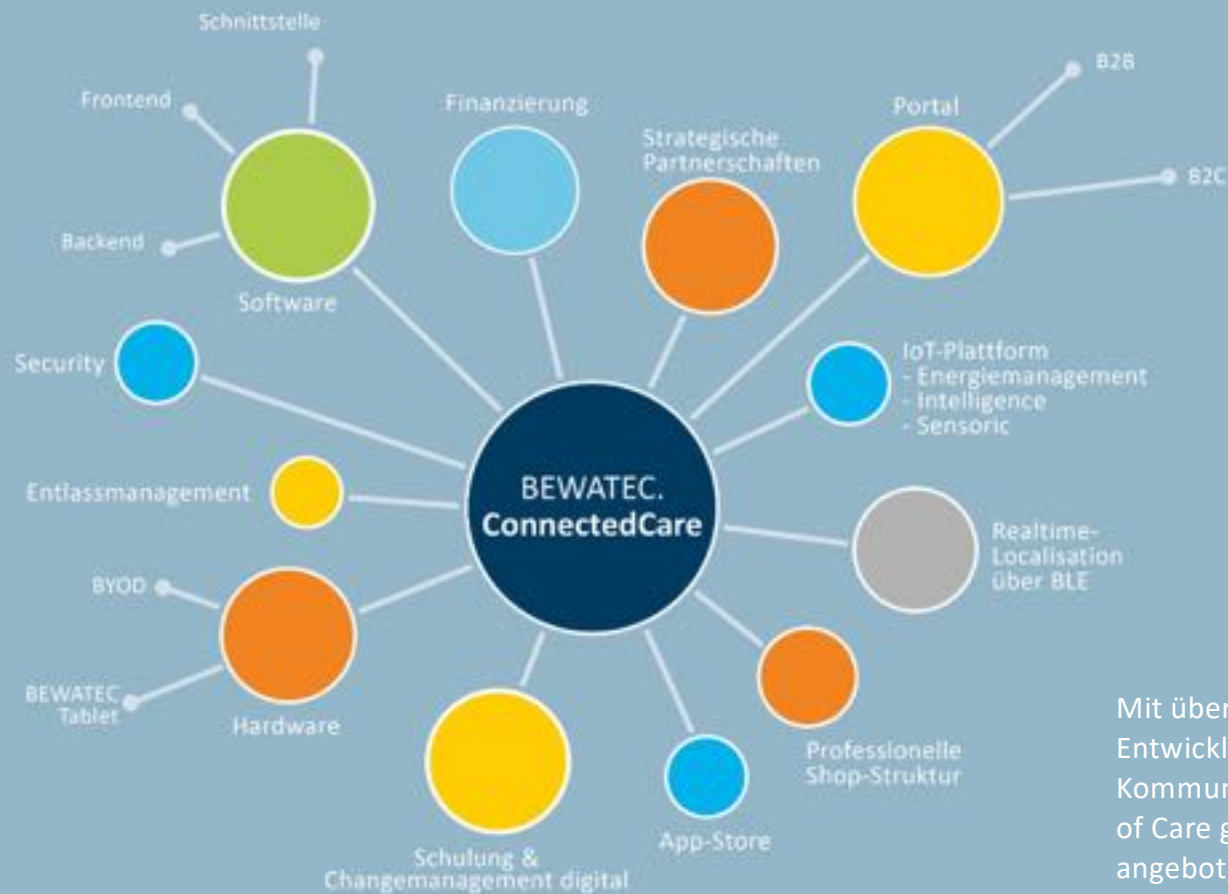 Schnittstelle
Frontend
Backend
Software
Finanzierung
Strategische
Partnerschaften
Portal
B2B
B2C
Security
IoT-Plattform
- Energiemanagement
- Intelligence
- Sensoric
Entlassmanagement
BEWATEC.
ConnectedCare
Realtime-
Localisation
über BLE
BYOD
BEWATEC
Tablet
Hardware
Schulung &
Changemanagement digital
App-Store
Professionelle
Shop-Struktur
Mit über
Entwickl
Kommun
of Care g
angebot